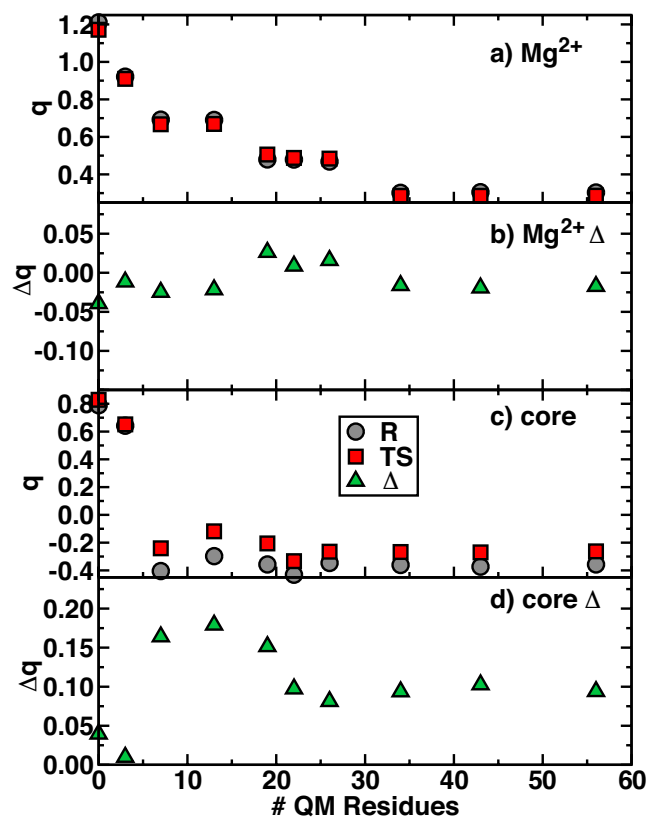 a) Mg2+
1.2
1.0
0.8
0.6
0.4
q
b) Mg2+ Δ
0.05
0.00
-0.05
-0.10
Δq
c) core
0.8
0.6
0.4
0.2
0.0
-0.2
-0.4
q
R
TS
Δ
d) core Δ
0.20
0.15
0.10
0.05
0.00
Δq
0 10 20 30 40 50 60
# QM Residues